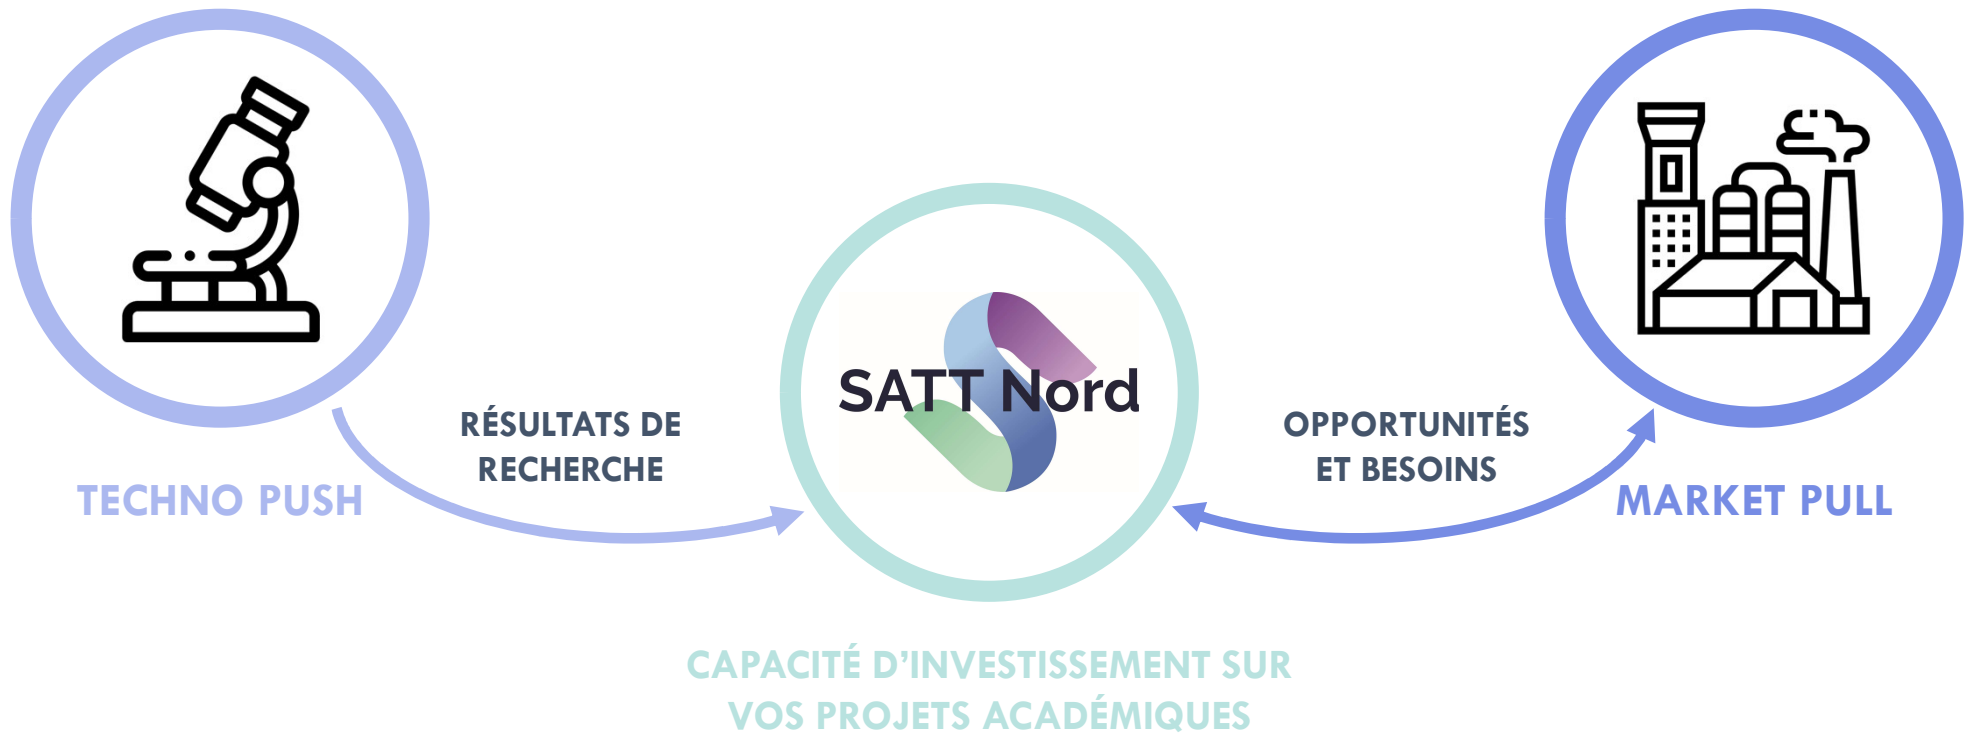 SATT Nord
RÉSULTATS DE
RECHERCHE
OPPORTUNITÉS
ET BESOINS
TECHNO PUSH
MARKET PULL
CAPACITÉ D’INVESTISSEMENT SUR
VOS PROJETS ACADÉMIQUES